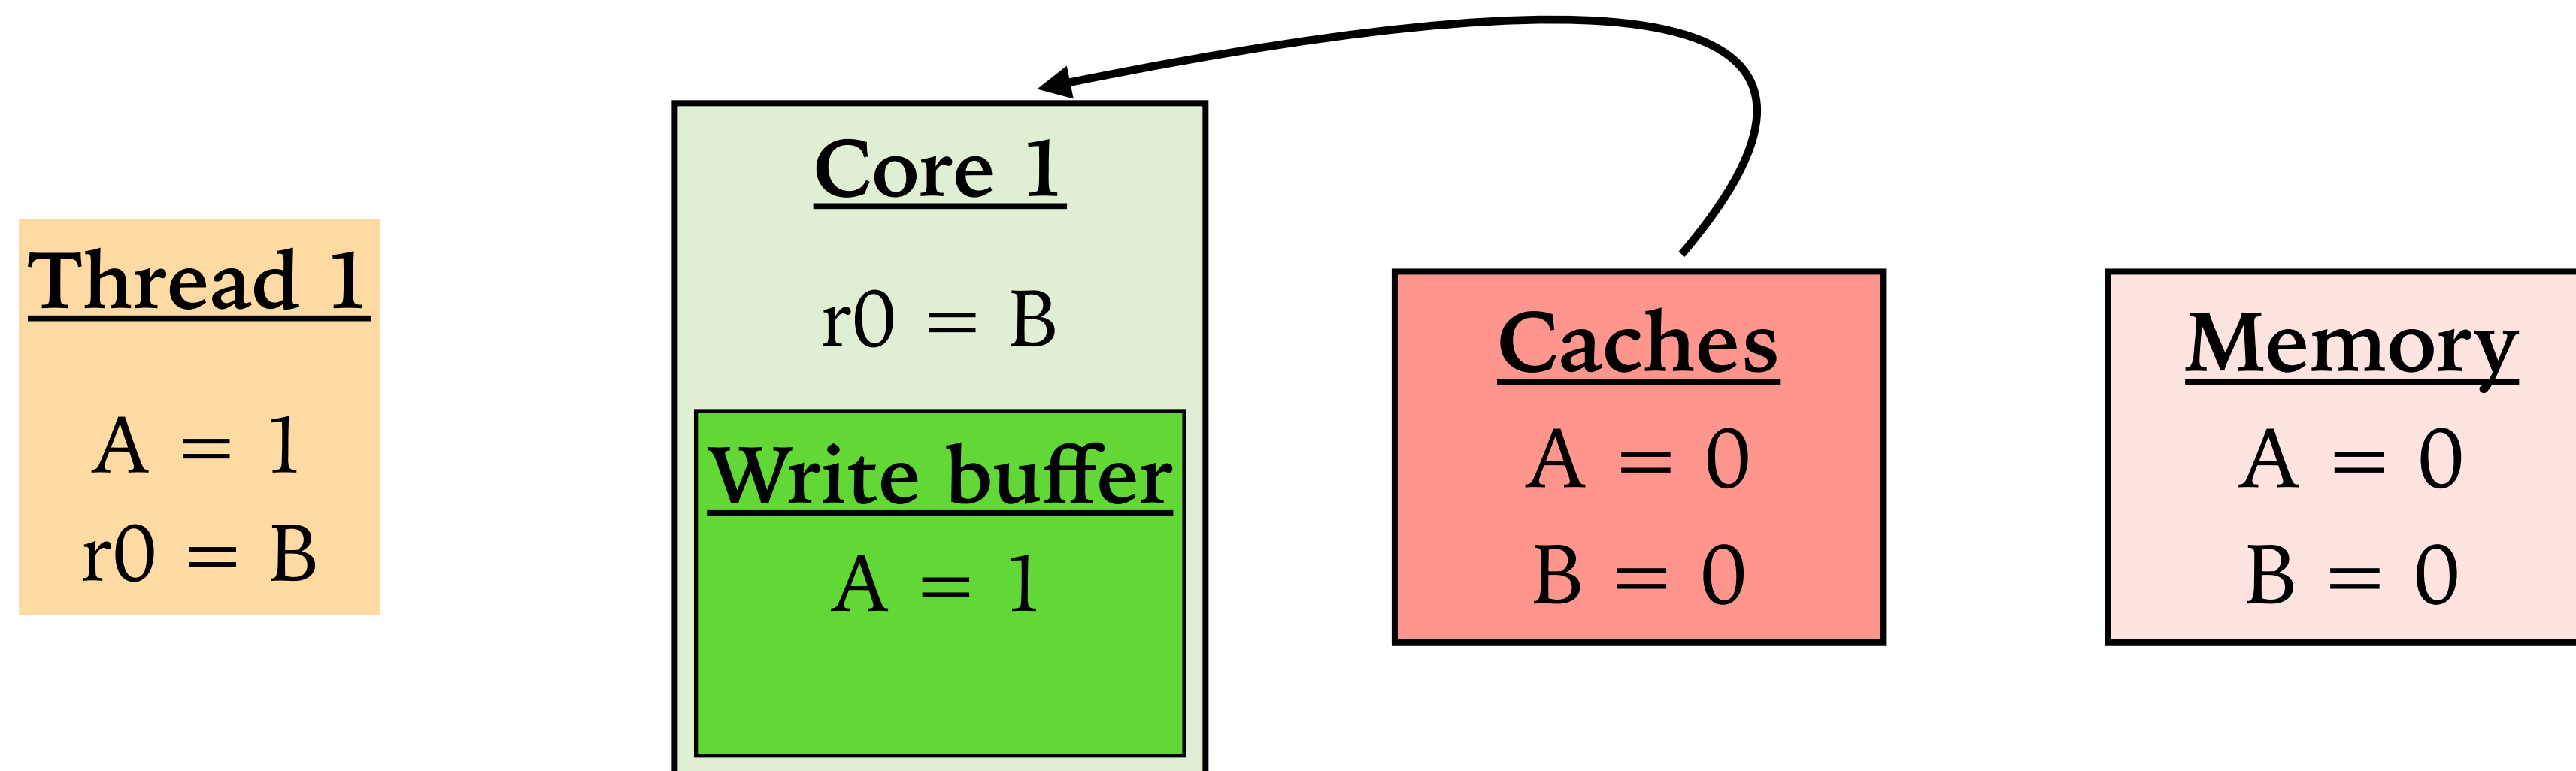 Thread 1
A = 1
r0 = B
Core 1
r0 = B
Write buffer
A = 1
Caches
A = 0
B = 0
Memory
A = 0
B = 0